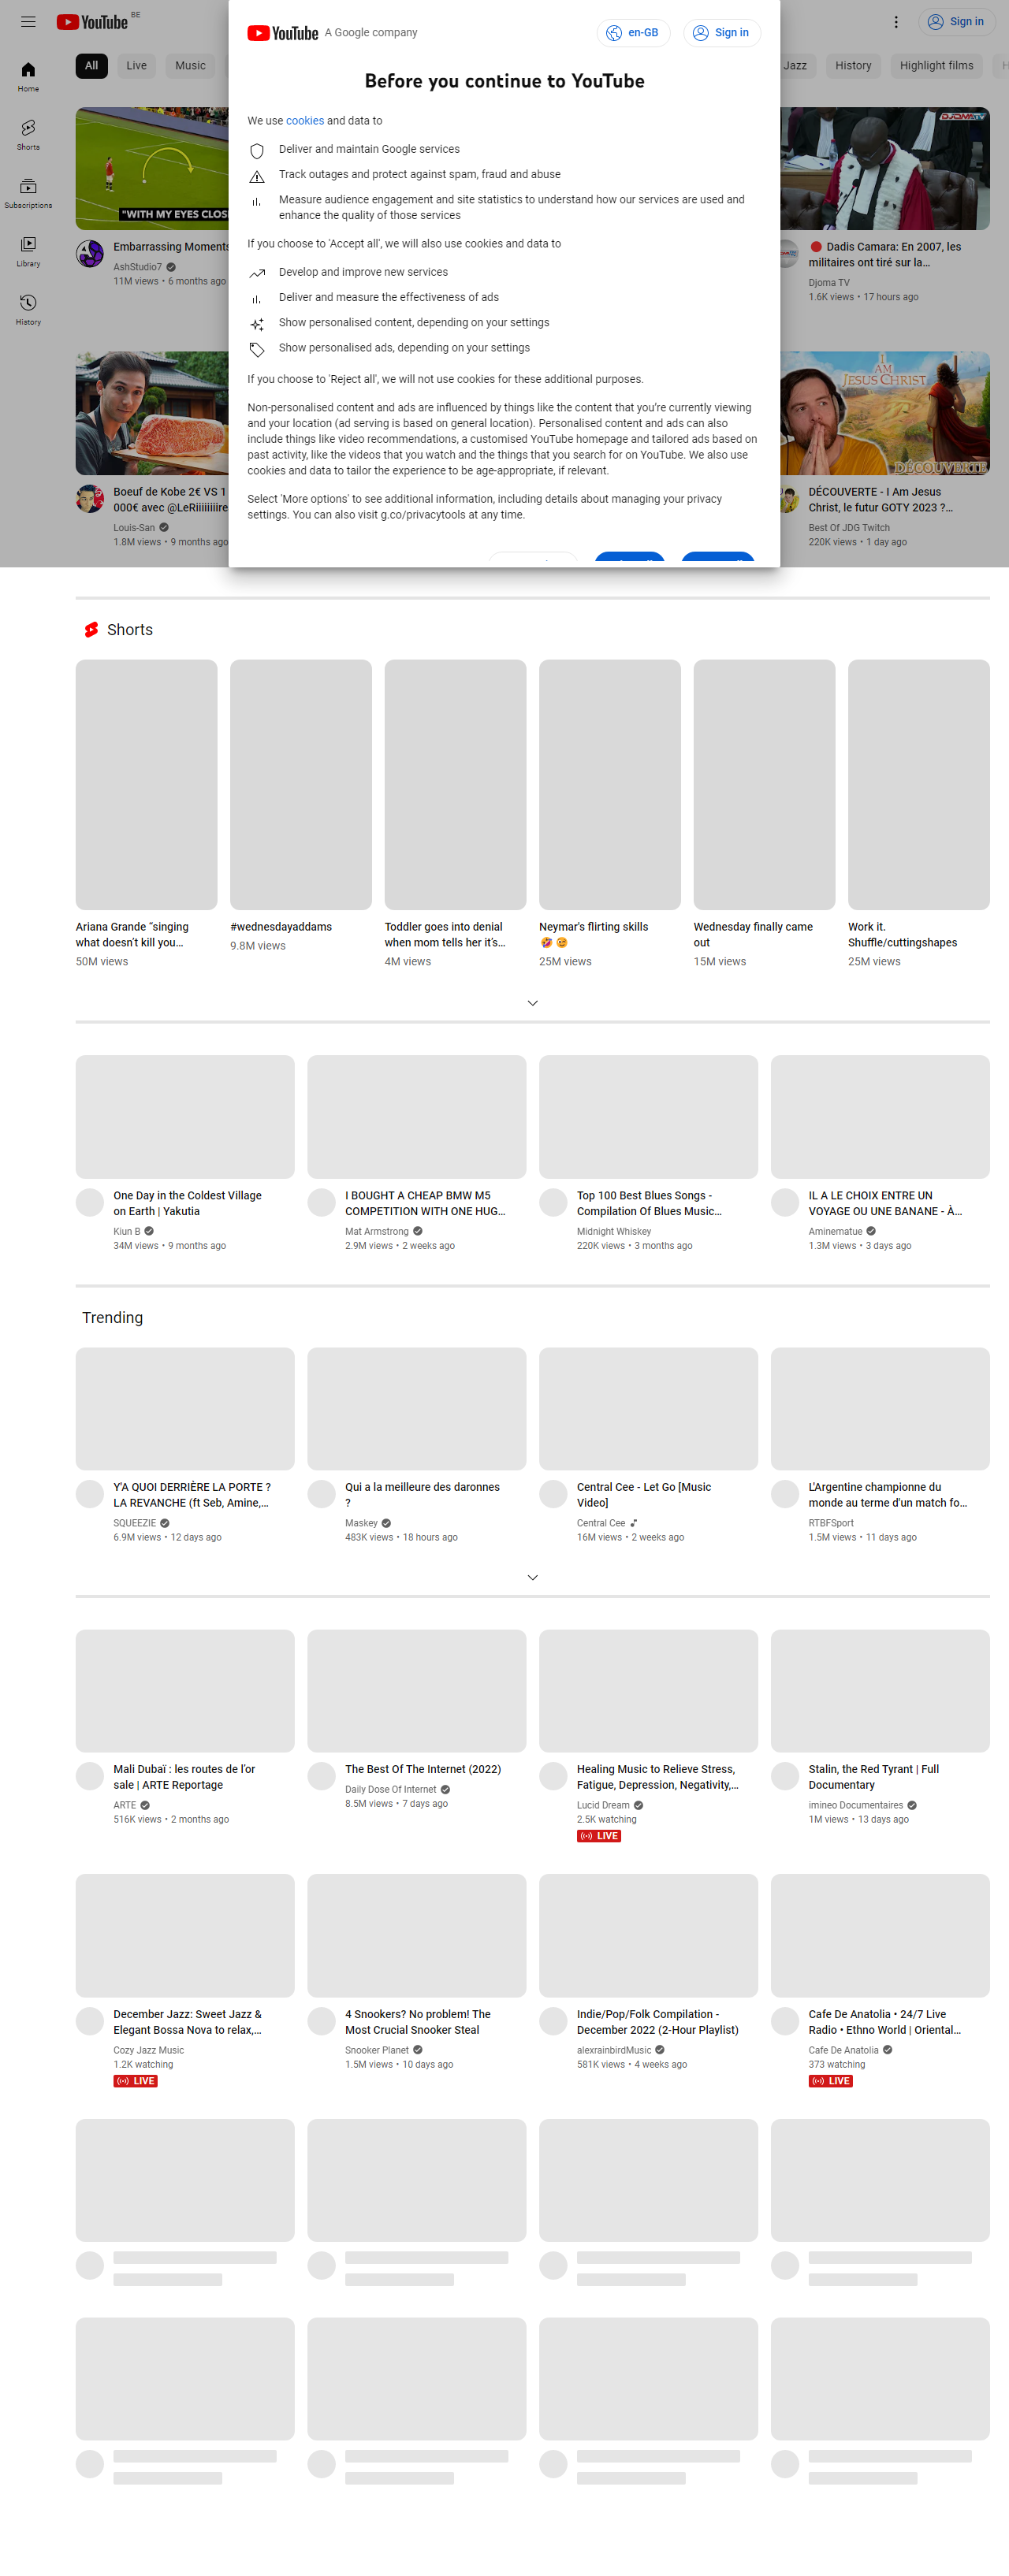 YouTube BE
Sign in
All
Live
Music
Jazz
History
Highlight films
Home
Shorts
Subscriptions
Library
History
YouTube A Google company
en-GB
Sign in
Before you continue to YouTube
We use cookies and data to
Deliver and maintain Google services
Track outages and protect against spam, fraud and abuse
Measure audience engagement and site statistics to understand how our services are used and
enhance the quality of those services
If you choose to 'Accept all', we will also use cookies and data to
Develop and improve new services
Deliver and measure the effectiveness of ads
Show personalised content, depending on your settings
Show personalised ads, depending on your settings
If you choose to 'Reject all', we will not use cookies for these additional purposes.
Non-personalised content and ads are influenced by things like the content that you're currently viewing
and your location (ad serving is based on general location). Personalised content and ads can also
include things like video recommendations, a customised YouTube homepage and tailored ads based on
past activity, like the videos that you watch and the things that you search for on YouTube. We also use
cookies and data to tailor the experience to be age-appropriate, if relevant.
Select 'More options' to see additional information, including details about managing your privacy
settings. You can also visit g.co/privacytools at any time.
"WITH MY EYES CLOS
Embarrassing Moments
AshStudio7
11M views • 6 months ago
DJOMA TV
🔴 Dadis Camara: En 2007, les
militaires ont tiré sur la…
Djoma TV
1.6K views • 17 hours ago
Boeuf de Kobe 2€ VS 1
000€ avec @LeRiiiiiiire
Louis-San
1.8M views • 9 months ago
I AM
JESUS CHRIST
DÉCOUVERTE
DÉCOUVERTE - I Am Jesus
Christ, le futur GOTY 2023 ?…
Best Of JDG Twitch
220K views • 1 day ago
Shorts
Ariana Grande “singing
what doesn’t kill you…
50M views
#wednesdayaddams
9.8M views
Toddler goes into denial
when mom tells her it’s…
4M views
Neymar's flirting skills
🤣😉
25M views
Wednesday finally came
out
15M views
Work it.
Shuffle/cuttingshapes
25M views
One Day in the Coldest Village
on Earth | Yakutia
Kiun B
34M views • 9 months ago
I BOUGHT A CHEAP BMW M5
COMPETITION WITH ONE HUG…
Mat Armstrong
2.9M views • 2 weeks ago
Top 100 Best Blues Songs -
Compilation Of Blues Music…
Midnight Whiskey
220K views • 3 months ago
IL A LE CHOIX ENTRE UN
VOYAGE OU UNE BANANE - À…
Aminematue
1.3M views • 3 days ago
Trending
Y'A QUOI DERRIÈRE LA PORTE ?
LA REVANCHE (ft Seb, Amine,…
SQUEEZIE
6.9M views • 12 days ago
Qui a la meilleure des daronnes
?
Maskey
483K views • 18 hours ago
Central Cee - Let Go [Music
Video]
Central Cee
16M views • 2 weeks ago
L'Argentine championne du
monde au terme d'un match fo…
RTBFSport
1.5M views • 11 days ago
Mali Dubaï : les routes de l’or
sale | ARTE Reportage
ARTE
516K views • 2 months ago
The Best Of The Internet (2022)
Daily Dose Of Internet
8.5M views • 7 days ago
Healing Music to Relieve Stress,
Fatigue, Depression, Negativity,…
Lucid Dream
2.5K watching
LIVE
Stalin, the Red Tyrant | Full
Documentary
imineo Documentaires
1M views • 13 days ago
December Jazz: Sweet Jazz &
Elegant Bossa Nova to relax,…
Cozy Jazz Music
1.2K watching
LIVE
4 Snookers? No problem! The
Most Crucial Snooker Steal
Snooker Planet
1.5M views • 10 days ago
Indie/Pop/Folk Compilation -
December 2022 (2-Hour Playlist)
alexrainbirdMusic
581K views • 4 weeks ago
Cafe De Anatolia • 24/7 Live
Radio • Ethno World | Oriental…
Cafe De Anatolia
373 watching
LIVE